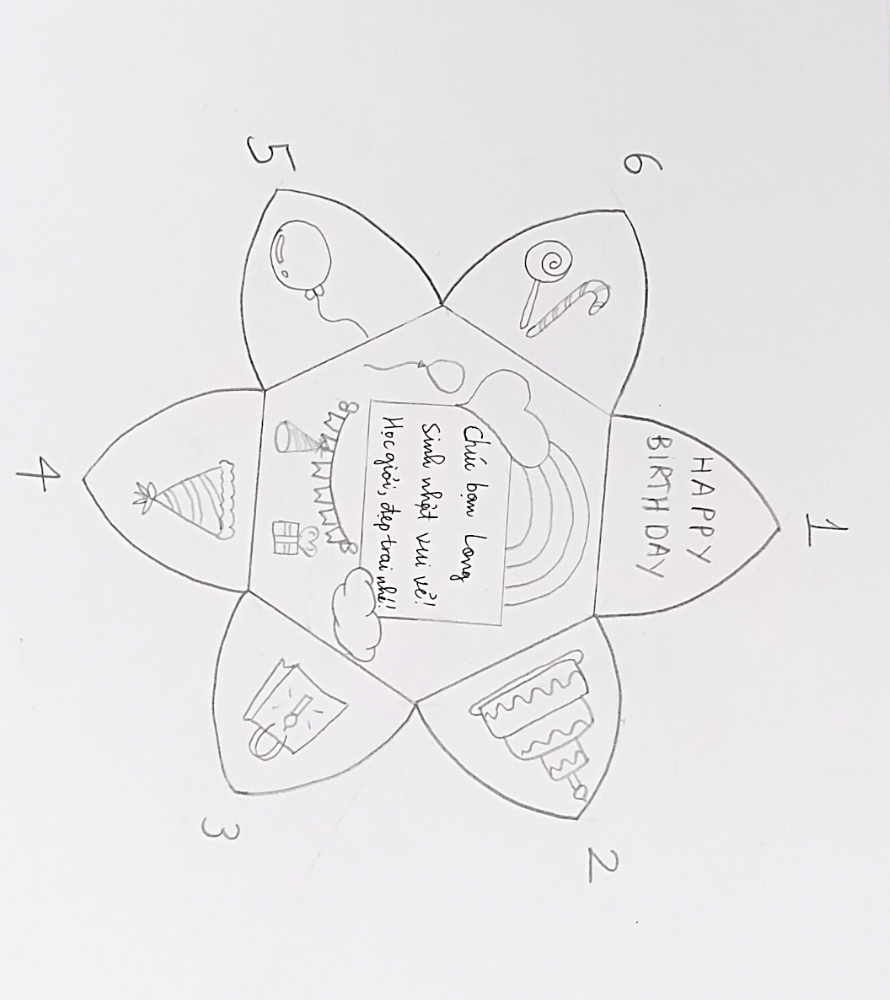 1
HAPPY
BIRTHDAY
2
3
4
5
6
Chúc bạn Long
Sinh nhật vui vẻ!
Học giỏi, đẹp trai nhé!